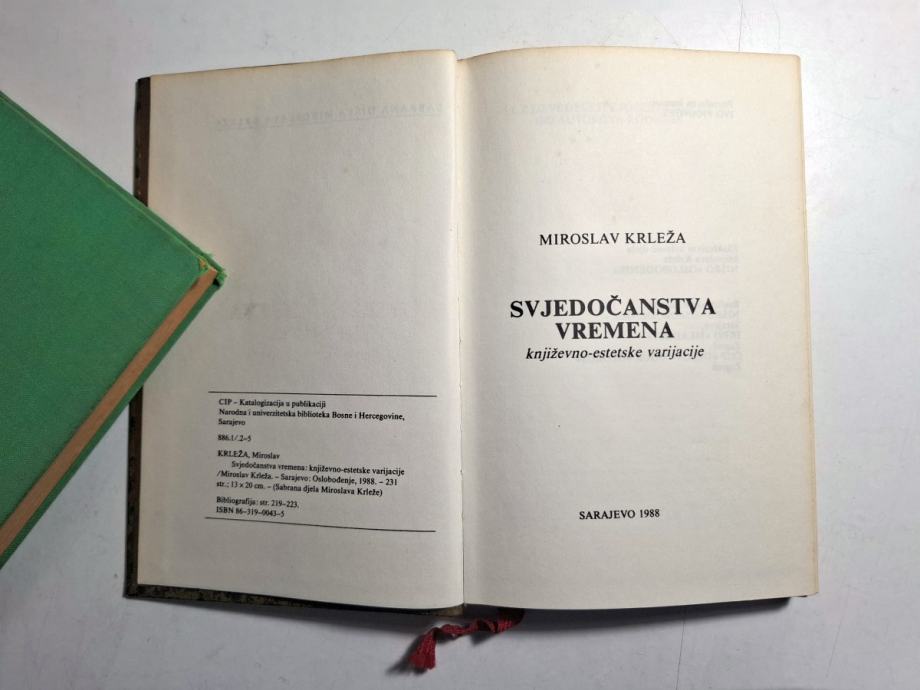 CIP – Katalogizacija u publikaciji
Narodna i univerzitetska biblioteka Bosne i Hercegovine,
Sarajevo
886.1/.2–5
KRLEŽA, Miroslav
Svjedočanstva vremena: književno-estetske varijacije
/Miroslav Krleža. – Sarajevo: Oslobođenje, 1988. – 231
str.; 13 x 20 cm. – (Sabrana djela Miroslava Krleže)
Bibliografija: str. 219–223.
ISBN 86-319-0043-5
MIROSLAV KRLEŽA
SVJEDOČANSTVA
VREMENA
književno-estetske varijacije
SARAJEVO 1988